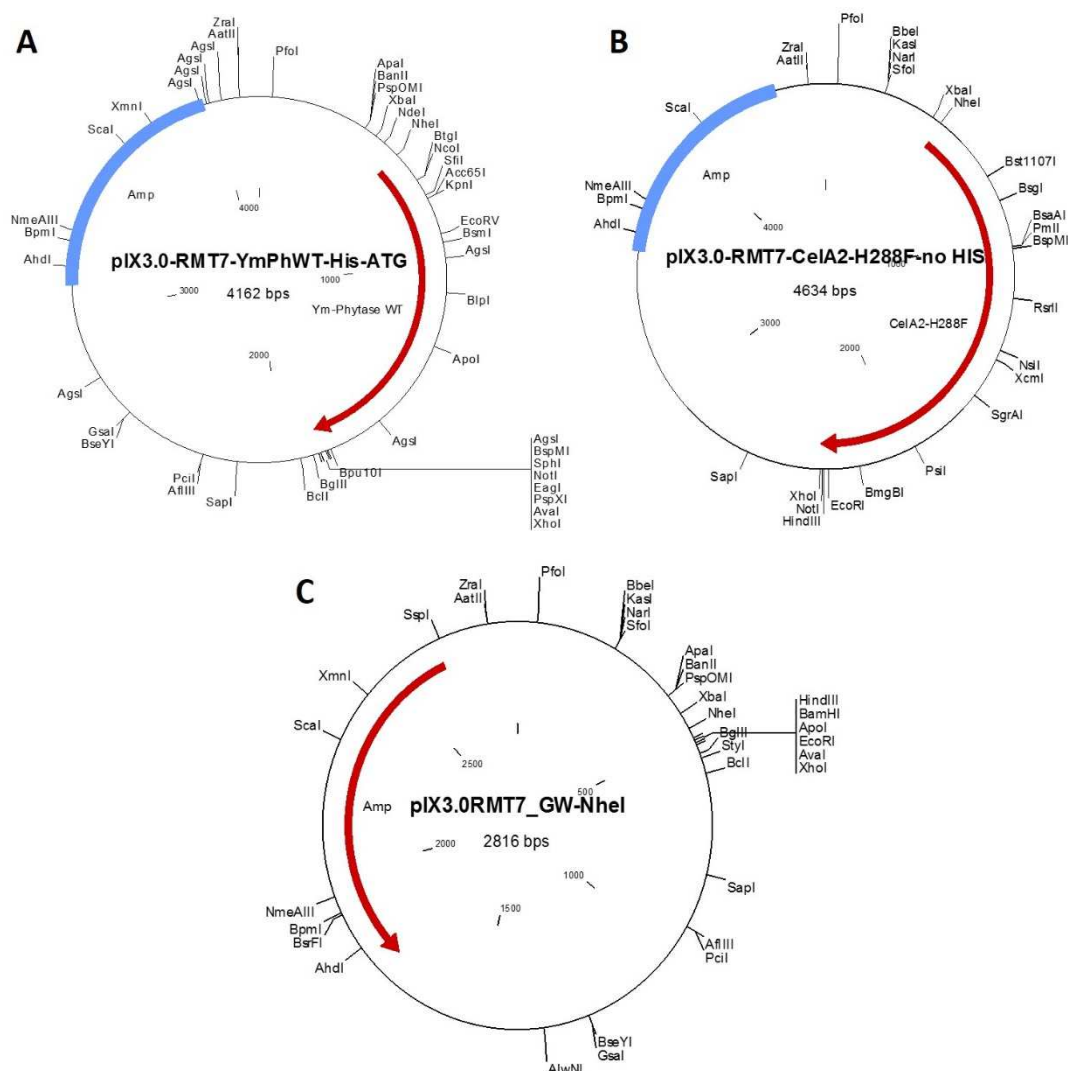 A
ZraI
AatII
AgsI
AgsI
AgsI
AgsI
PfoI
ApaI
BanII
PspOMI
XbaI
NdeI
NheI
BtgI
NcoI
SfiI
Acc65I
KpnI
EcoRV
BsmI
AgsI
BlpI
ApoI
AgsI
Bpu10I
AgsI
BspMI
SphI
NotI
EagI
PspXI
AvaI
XhoI
BglII
BclI
SapI
PciI
AflIII
GsaI
BseYI
AgsI
AhdI
BpmI
NmeAIII
ScaI
XmnI
Amp
4000
pIX3.0-RMT7-YmPhWT-His-ATG
4162 bps
1000
3000
Ym-Phytase WT
2000
B
PfoI
ZraI
AatII
BbeI
KasI
NarI
SfoI
XbaI
NheI
Bst1107I
BsgI
BsaAI
PmlI
BspMI
RsrII
NsiI
XcmI
SgrAI
PsiI
BmgBI
EcoRI
XhoI
NotI
HindIII
SapI
AhdI
BpmI
NmeAIII
ScaI
Amp
4000
pIX3.0-RMT7-CelA2-H288F-no HIS
1000
4634 bps
CelA2-H288F
3000
2000
C
PfoI
ZraI
AatII
SspI
XmnI
ScaI
BbeI
KasI
NarI
SfoI
ApaI
BanII
PspOMI
XbaI
NheI
HindIII
BamHI
ApoI
EcoRI
AvaI
XhoI
BglII
StyI
BclI
SapI
AflIII
PciI
BseYI
GsaI
AlwNI
AhdI
BsrFI
BpmI
NmeAIII
2500
500
Amp
pIX3.0RMT7_GW-NheI
2816 bps
2000
1000
1500